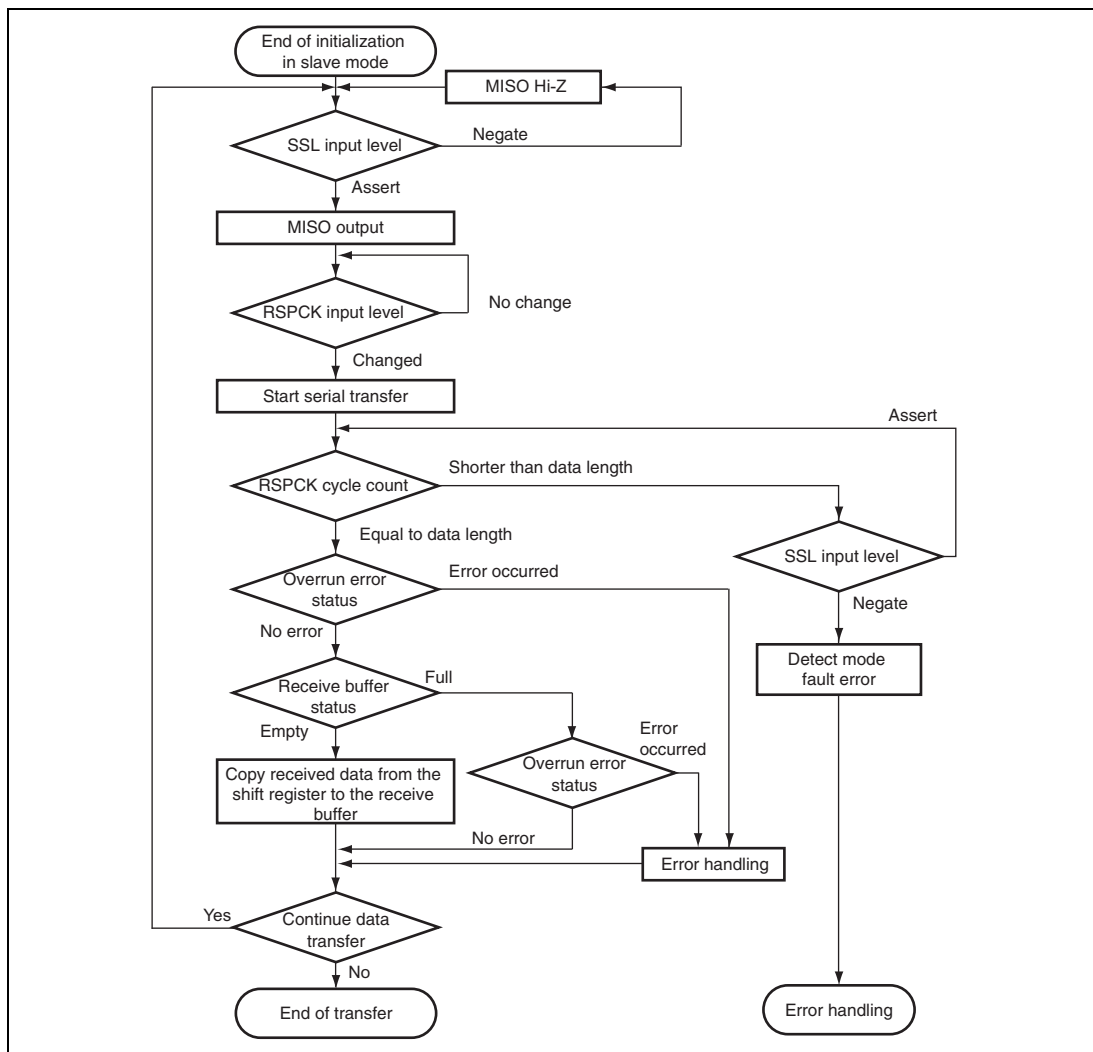 End of initialization
in slave mode
MISO Hi-Z
SSL input level
Negate
Assert
MISO output
RSPCK input level
No change
Changed
Start serial transfer
Assert
RSPCK cycle count
Shorter than data length
Equal to data length
SSL input level
Overrun error
status
Error occurred
Negate
No error
Detect mode
fault error
Receive buffer
status
Full
Empty
Error
occurred
Overrun error
status
Copy received data from the
shift register to the receive
buffer
No error
Error handling
Yes
Continue data
transfer
No
End of transfer
Error handling